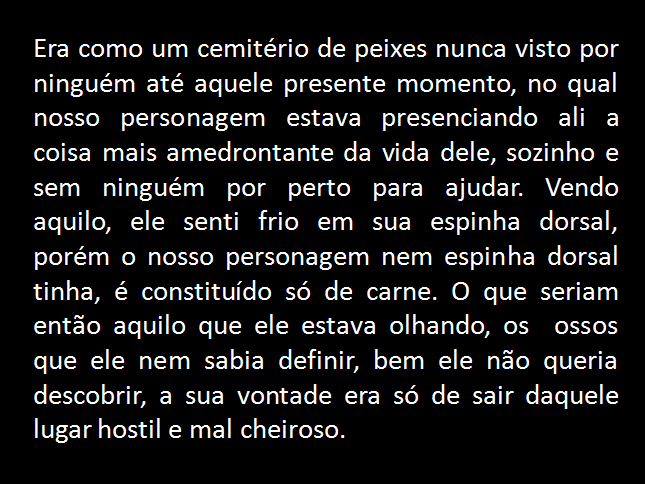 Era como um cemitério de peixes nunca visto por
ninguém até aquele presente momento, no qual
nosso personagem estava presenciando ali a
coisa mais amedrontante da vida dele, sozinho e
sem ninguém por perto para ajudar. Vendo
aquilo, ele senti frio em sua espinha dorsal,
porém o nosso personagem nem espinha dorsal
tinha, é constituído só de carne. O que seriam
então aquilo que ele estava olhando, os  ossos
que ele nem sabia definir, bem ele não queria
descobrir, a sua vontade era só de sair daquele
lugar hostil e mal cheiroso.